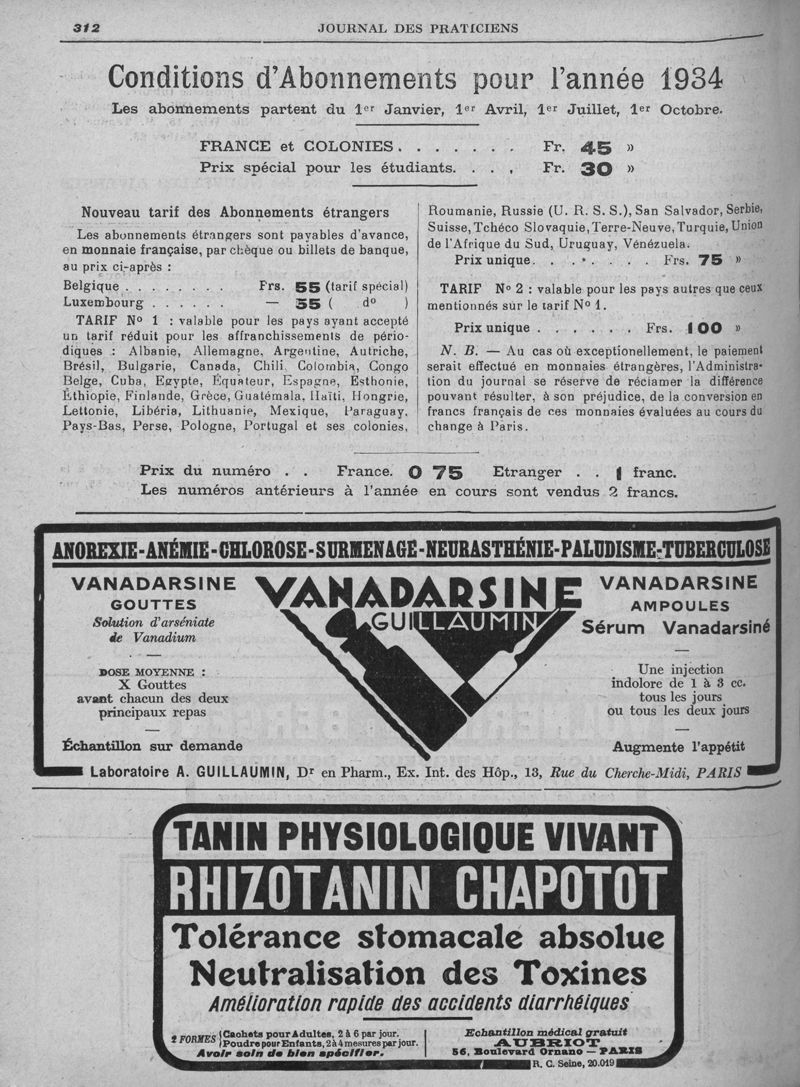 312
JOURNAL DES PRATICIENS
Conditions d'Abonnements pour l'année 1934
Les abonnements partent du 1er Janvier, 1er Avril, 1er Juillet, 1er Octobre.
FRANCE et COLONIES. . . . . . . Fr. 45 »
Prix spécial pour les étudiants. . . . Fr. 30 »
Nouveau tarif des Abonnements étrangers
Les abonnements étrangers sont payables d'avance,
en monnaie française, par chèque ou billets de banque,
au prix ci-après :
Belgique . . . . . . . . Frs. 55 (tarif spécial)
Luxembourg . . . . . . — 55 ( do )
TARIF No 1 : valable pour les pays ayant accepté
un tarif réduit pour les affranchissements de pério-
diques : Albanie, Allemagne, Argentine, Autriche,
Brésil, Bulgarie, Canada, Chili, Colombia, Congo
Belge, Cuba, Egypte, Équateur, Espagne, Esthonie,
Éthiopie, Finlande, Grèce, Guatémala, Haïti, Hongrie,
Lettonie, Libéria, Lithuanie, Mexique, Paraguay,
Pays-Bas, Perse, Pologne, Portugal et ses colonies,
Roumanie, Russie (U. R. S. S.), San Salvador, Serbie,
Suisse, Tchéco Slovaquie, Terre-Neuve, Turquie, Union
de l'Afrique du Sud, Uruguay, Vénézuela.
Prix unique. . . . . . . . Frs. 75 »
TARIF No 2 : valable pour les pays autres que ceux
mentionnés sur le tarif No 1.
Prix unique . . . . . . Frs. 100 »
N. B. — Au cas où exceptionellement, le paiement
serait effectué en monnaies étrangères, l'Administra-
tion du journal se réserve de réclamer la différence
pouvant résulter, à son préjudice, de la conversion en
francs français de ces monnaies évaluées au cours du
change à Paris.
Prix du numéro . . France. 0 75 Etranger . . 1 franc.
Les numéros antérieurs à l'année en cours sont vendus 2 francs.
ANOREXIE-ANÉMIE-CHLOROSE-SURMENAGE-NEURASTHÉNIE-PALUDISME-TUBERCULOSE
VANADARSINE
GOUTTES
Solution d'arséniate
de Vanadium
DOSE MOYENNE :
X Gouttes
avant chacun des deux
principaux repas
Échantillon sur demande
VANADARSINE
GUILLAUMIN
VANADARSINE
AMPOULES
Sérum Vanadarsiné
Une injection
indolore de 1 à 3 cc.
tous les jours
ou tous les deux jours
Augmente l'appétit
Laboratoire A. GUILLAUMIN, Dr en Pharm., Ex. Int. des Hôp., 13, Rue du Cherche-Midi, PARIS
TANIN PHYSIOLOGIQUE VIVANT
RHIZOTANIN CHAPOTOT
Tolérance stomacale absolue
Neutralisation des Toxines
Amélioration rapide des accidents diarrhéiques
2 FORMES { Cachets pour Adultes, 2 à 6 par jour.
Poudre pour Enfants, 2 à 4 mesures par jour.
Avoir soin de bien spécifier.
Echantillon médical gratuit
AUBRIOT
56, Boulevard Ornano — PARIS
R. C. Seine, 20.019